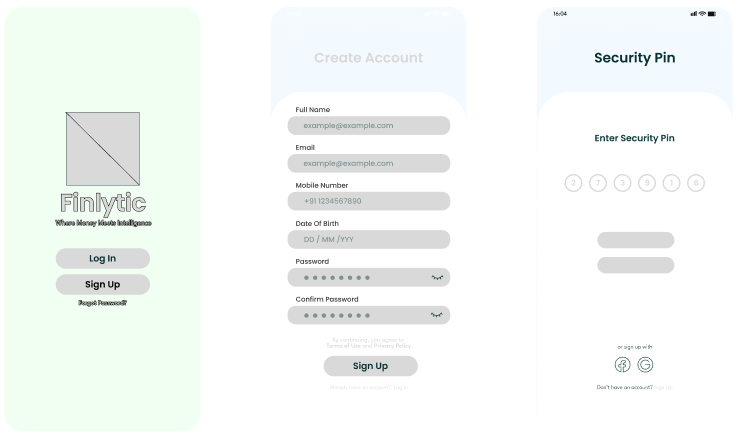 Finlytic
Where Money Meets Intelligence
Log In
Sign Up
Forgot Password?
Create Account
Full Name
example@example.com
Email
example@example.com
Mobile Number
+91 1234567890
Date Of Birth
DD / MM /YYY
Password
Confirm Password
By continuing, you agree to
Terms of Use and Privacy Policy.
Sign Up
Already have an account? Log In
16:04
Security Pin
Enter Security Pin
2 7 3 9 1 6
or sign up with
Don't have an account? Sign Up